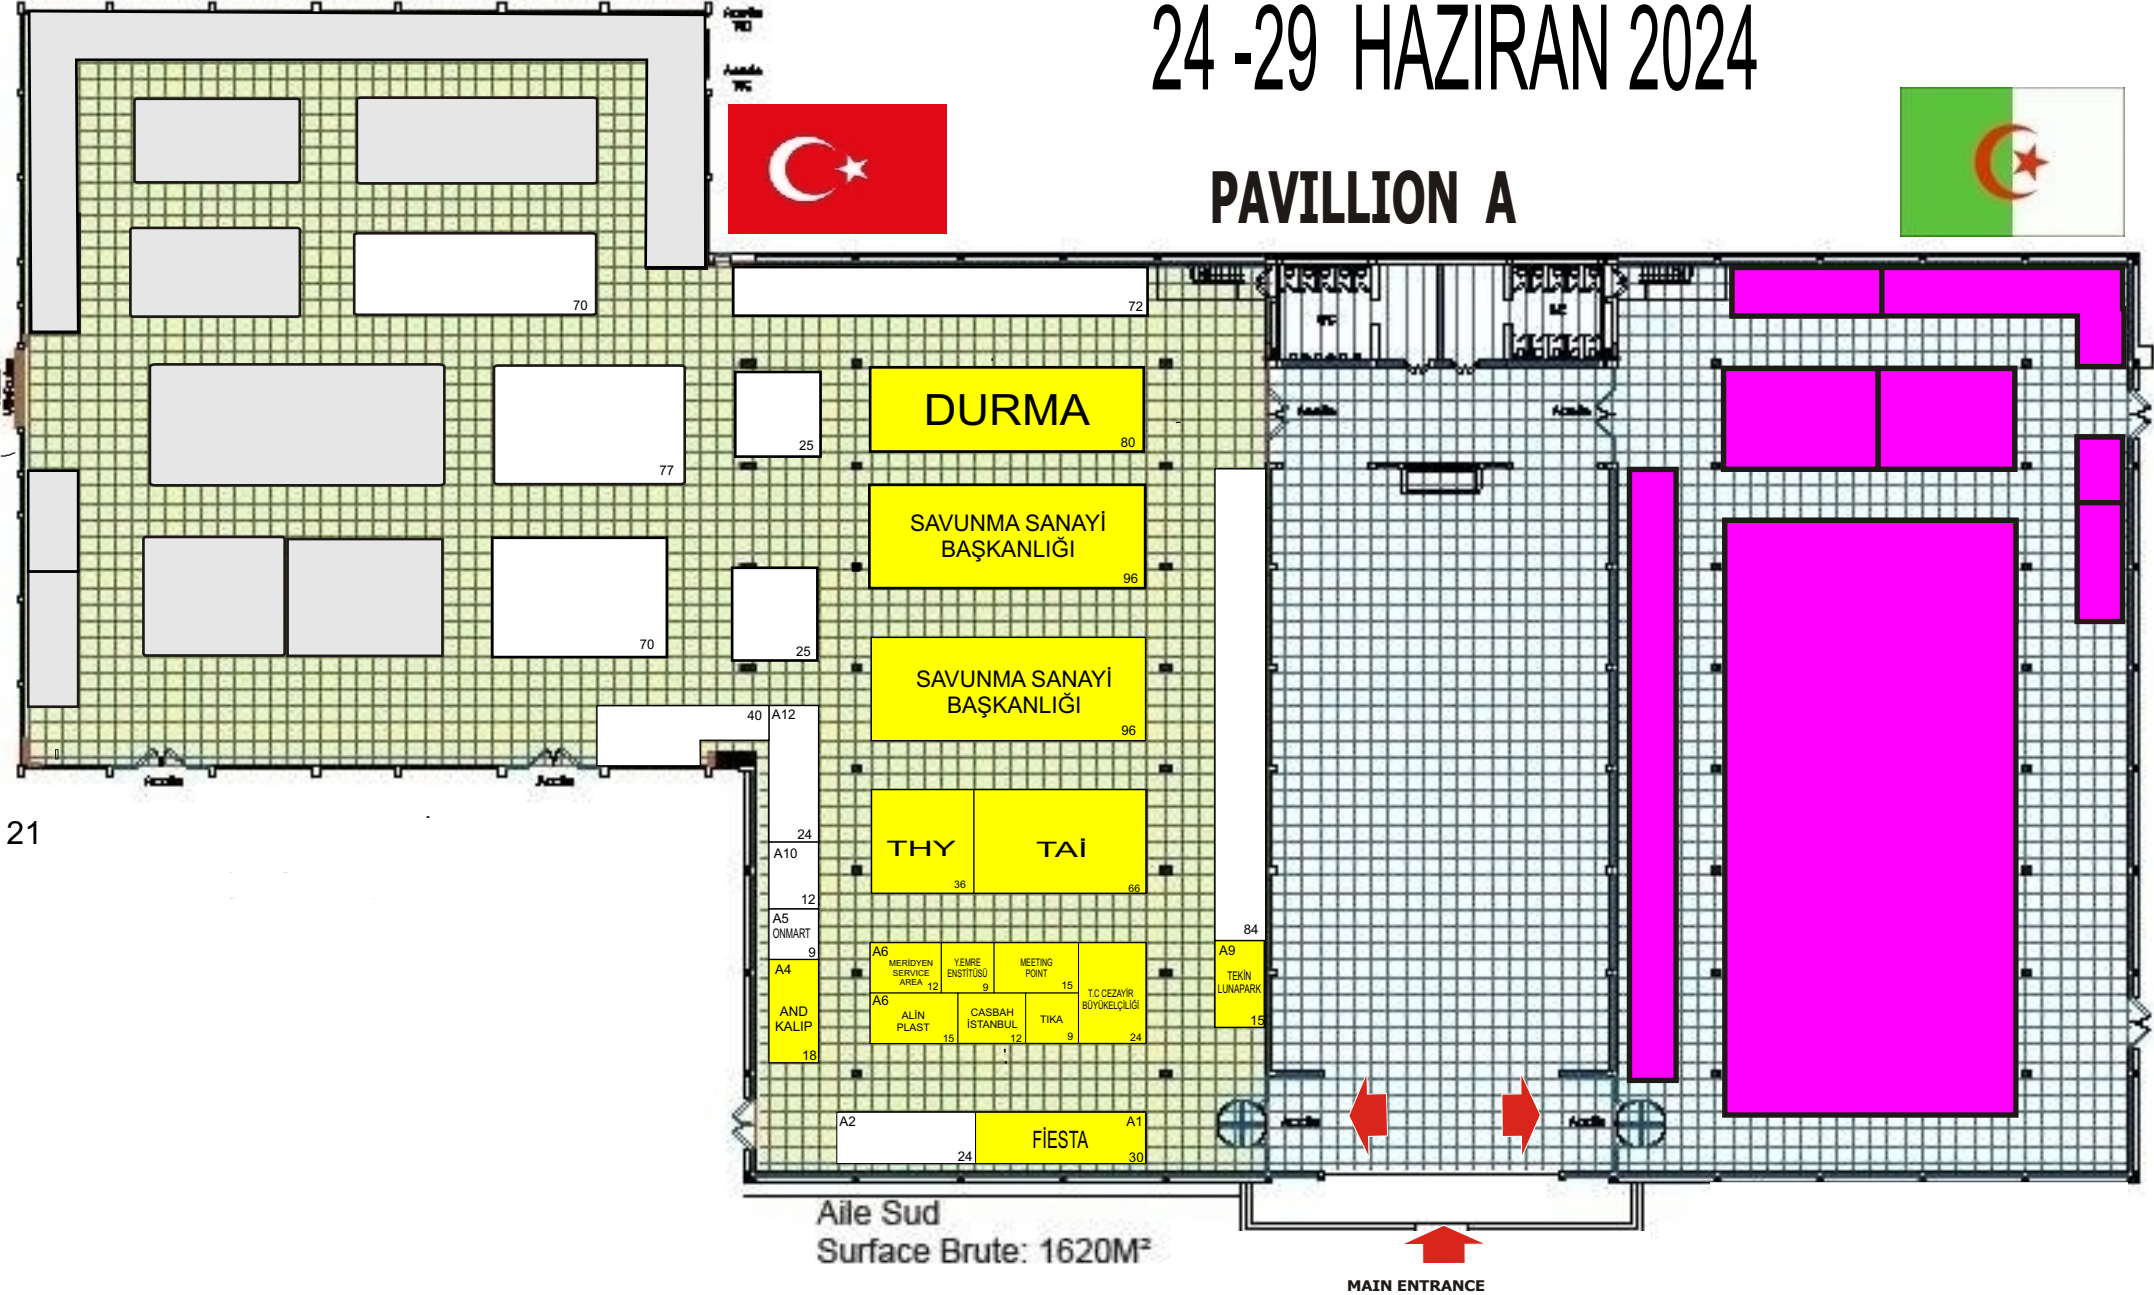 24 -29 HAZIRAN 2024
PAVILLION A
70
72
DURMA
80
25
77
SAVUNMA SANAYİ
BAŞKANLIĞI
96
70
25
SAVUNMA SANAYİ
BAŞKANLIĞI
96
40
A12
24
THY
36
TAİ
66
21
A10
12
A5
ONMART
9
84
A4
AND
KALIP
18
A6
MERİDYEN
SERVICE
AREA
12
Y.EMRE
ENSTİTÜSÜ
9
MEETING
POINT
15
T.C CEZAYİR
BÜYÜKELÇİLİĞİ
24
A6
ALİN
PLAST
15
CASBAH
İSTANBUL
12
TIKA
9
A9
TEKİN
LUNAPARK
15
A2
24
A1
FİESTA
30
Aile Sud
Surface Brute: 1620M²
MAIN ENTRANCE